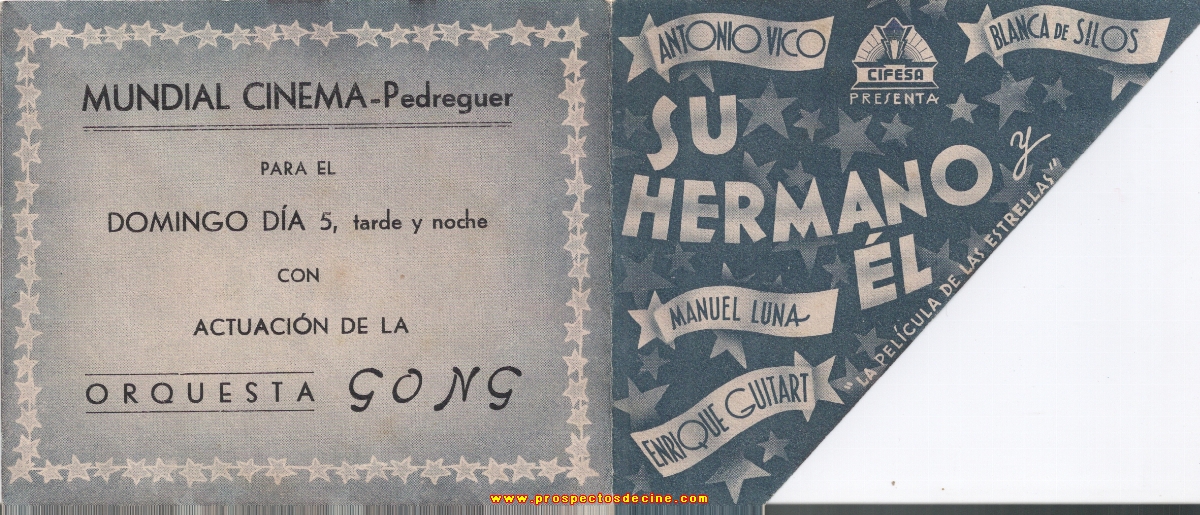 MUNDIAL CINEMA-Pedreguer
PARA EL
DOMINGO DÍA 5, tarde y noche
CON
ACTUACIÓN DE LA
ORQUESTA GONG
ANTONIO VICO
CIFESA
PRESENTA
BLANCA DE SILOS
SU
HERMANO y
ÉL
"LA PELÍCULA DE LAS ESTRELLAS"
MANUEL LUNA
ENRIQUE GUITART
www.prospectosdecine.com